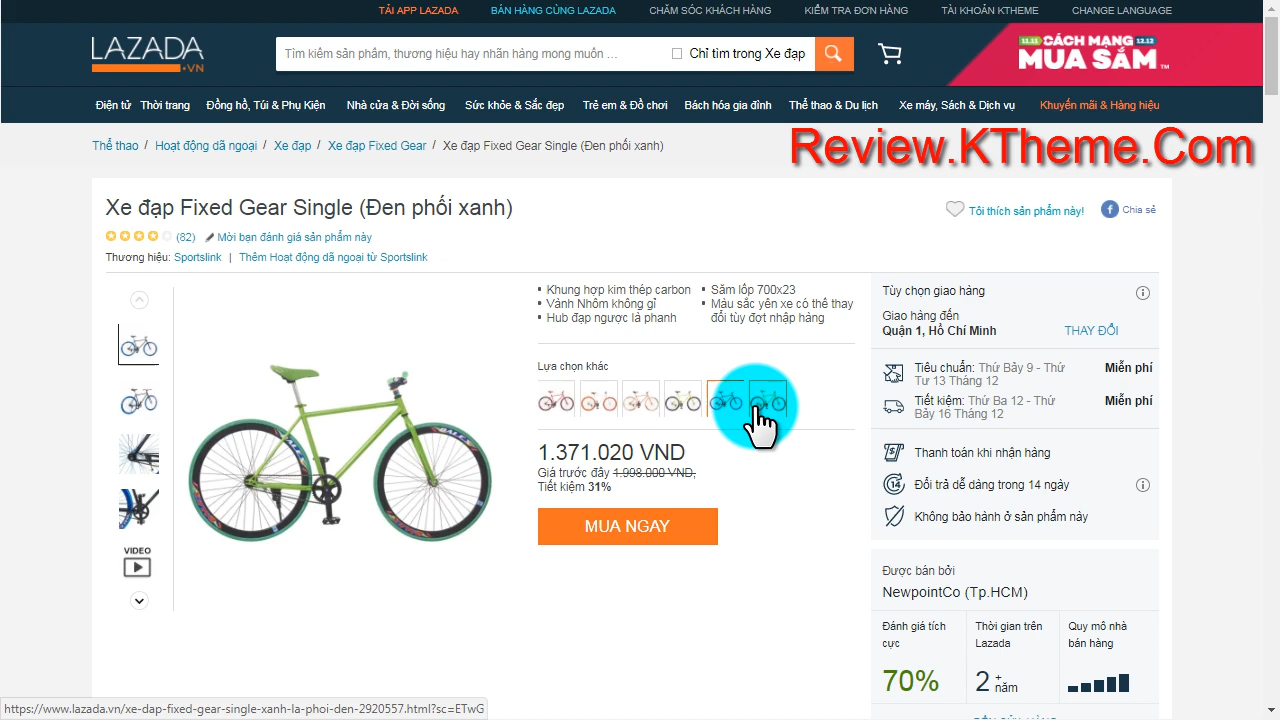 TẢI APP LAZADA
BÁN HÀNG CÙNG LAZADA
CHĂM SÓC KHÁCH HÀNG
KIỂM TRA ĐƠN HÀNG
TÀI KHOẢN KTHEME
CHANGE LANGUAGE
LAZADA
.VN
Tìm kiếm sản phẩm, thương hiệu hay nhãn hàng mong muốn …
Chỉ tìm trong Xe đạp
11.11 CÁCH MẠNG 12.12
MUA SẮM TM
Điện tử
Thời trang
Đồng hồ, Túi & Phụ Kiện
Nhà cửa & Đời sống
Sức khỏe & Sắc đẹp
Trẻ em & Đồ chơi
Bách hóa gia đình
Thể thao & Du lịch
Xe máy, Sách & Dịch vụ
Khuyến mãi & Hàng hiệu
Thể thao / Hoạt động dã ngoại / Xe đạp / Xe đạp Fixed Gear / Xe đạp Fixed Gear Single (Đen phối xanh)
Review.KTheme.Com
Xe đạp Fixed Gear Single (Đen phối xanh)
Tôi thích sản phẩm này!
f Chia sẻ
(82) Mời bạn đánh giá sản phẩm này
Thương hiệu: Sportslink | Thêm Hoạt động dã ngoại từ Sportslink
Khung hợp kim thép carbon
Vành Nhôm không gỉ
Hub đạp ngược là phanh
Săm lốp 700x23
Màu sắc yên xe có thể thay
đổi tùy đợt nhập hàng
Lựa chọn khác
1.371.020 VND
Giá trước đây 1.998.000 VND,
Tiết kiệm 31%
MUA NGAY
VIDEO
Tùy chọn giao hàng
Giao hàng đến
Quận 1, Hồ Chí Minh
THAY ĐỔI
Tiêu chuẩn: Thứ Bảy 9 - Thứ
Tư 13 Tháng 12
Miễn phí
Tiết kiệm: Thứ Ba 12 - Thứ
Bảy 16 Tháng 12
Miễn phí
Thanh toán khi nhận hàng
14 Đổi trả dễ dàng trong 14 ngày
Không bảo hành ở sản phẩm này
Được bán bởi
NewpointCo (Tp.HCM)
Đánh giá tích
cực
70%
Thời gian trên
Lazada
2 + năm
Quy mô nhà
bán hàng
https://www.lazada.vn/xe-dap-fixed-gear-single-xanh-la-phoi-den-2920557.html?sc=ETwG